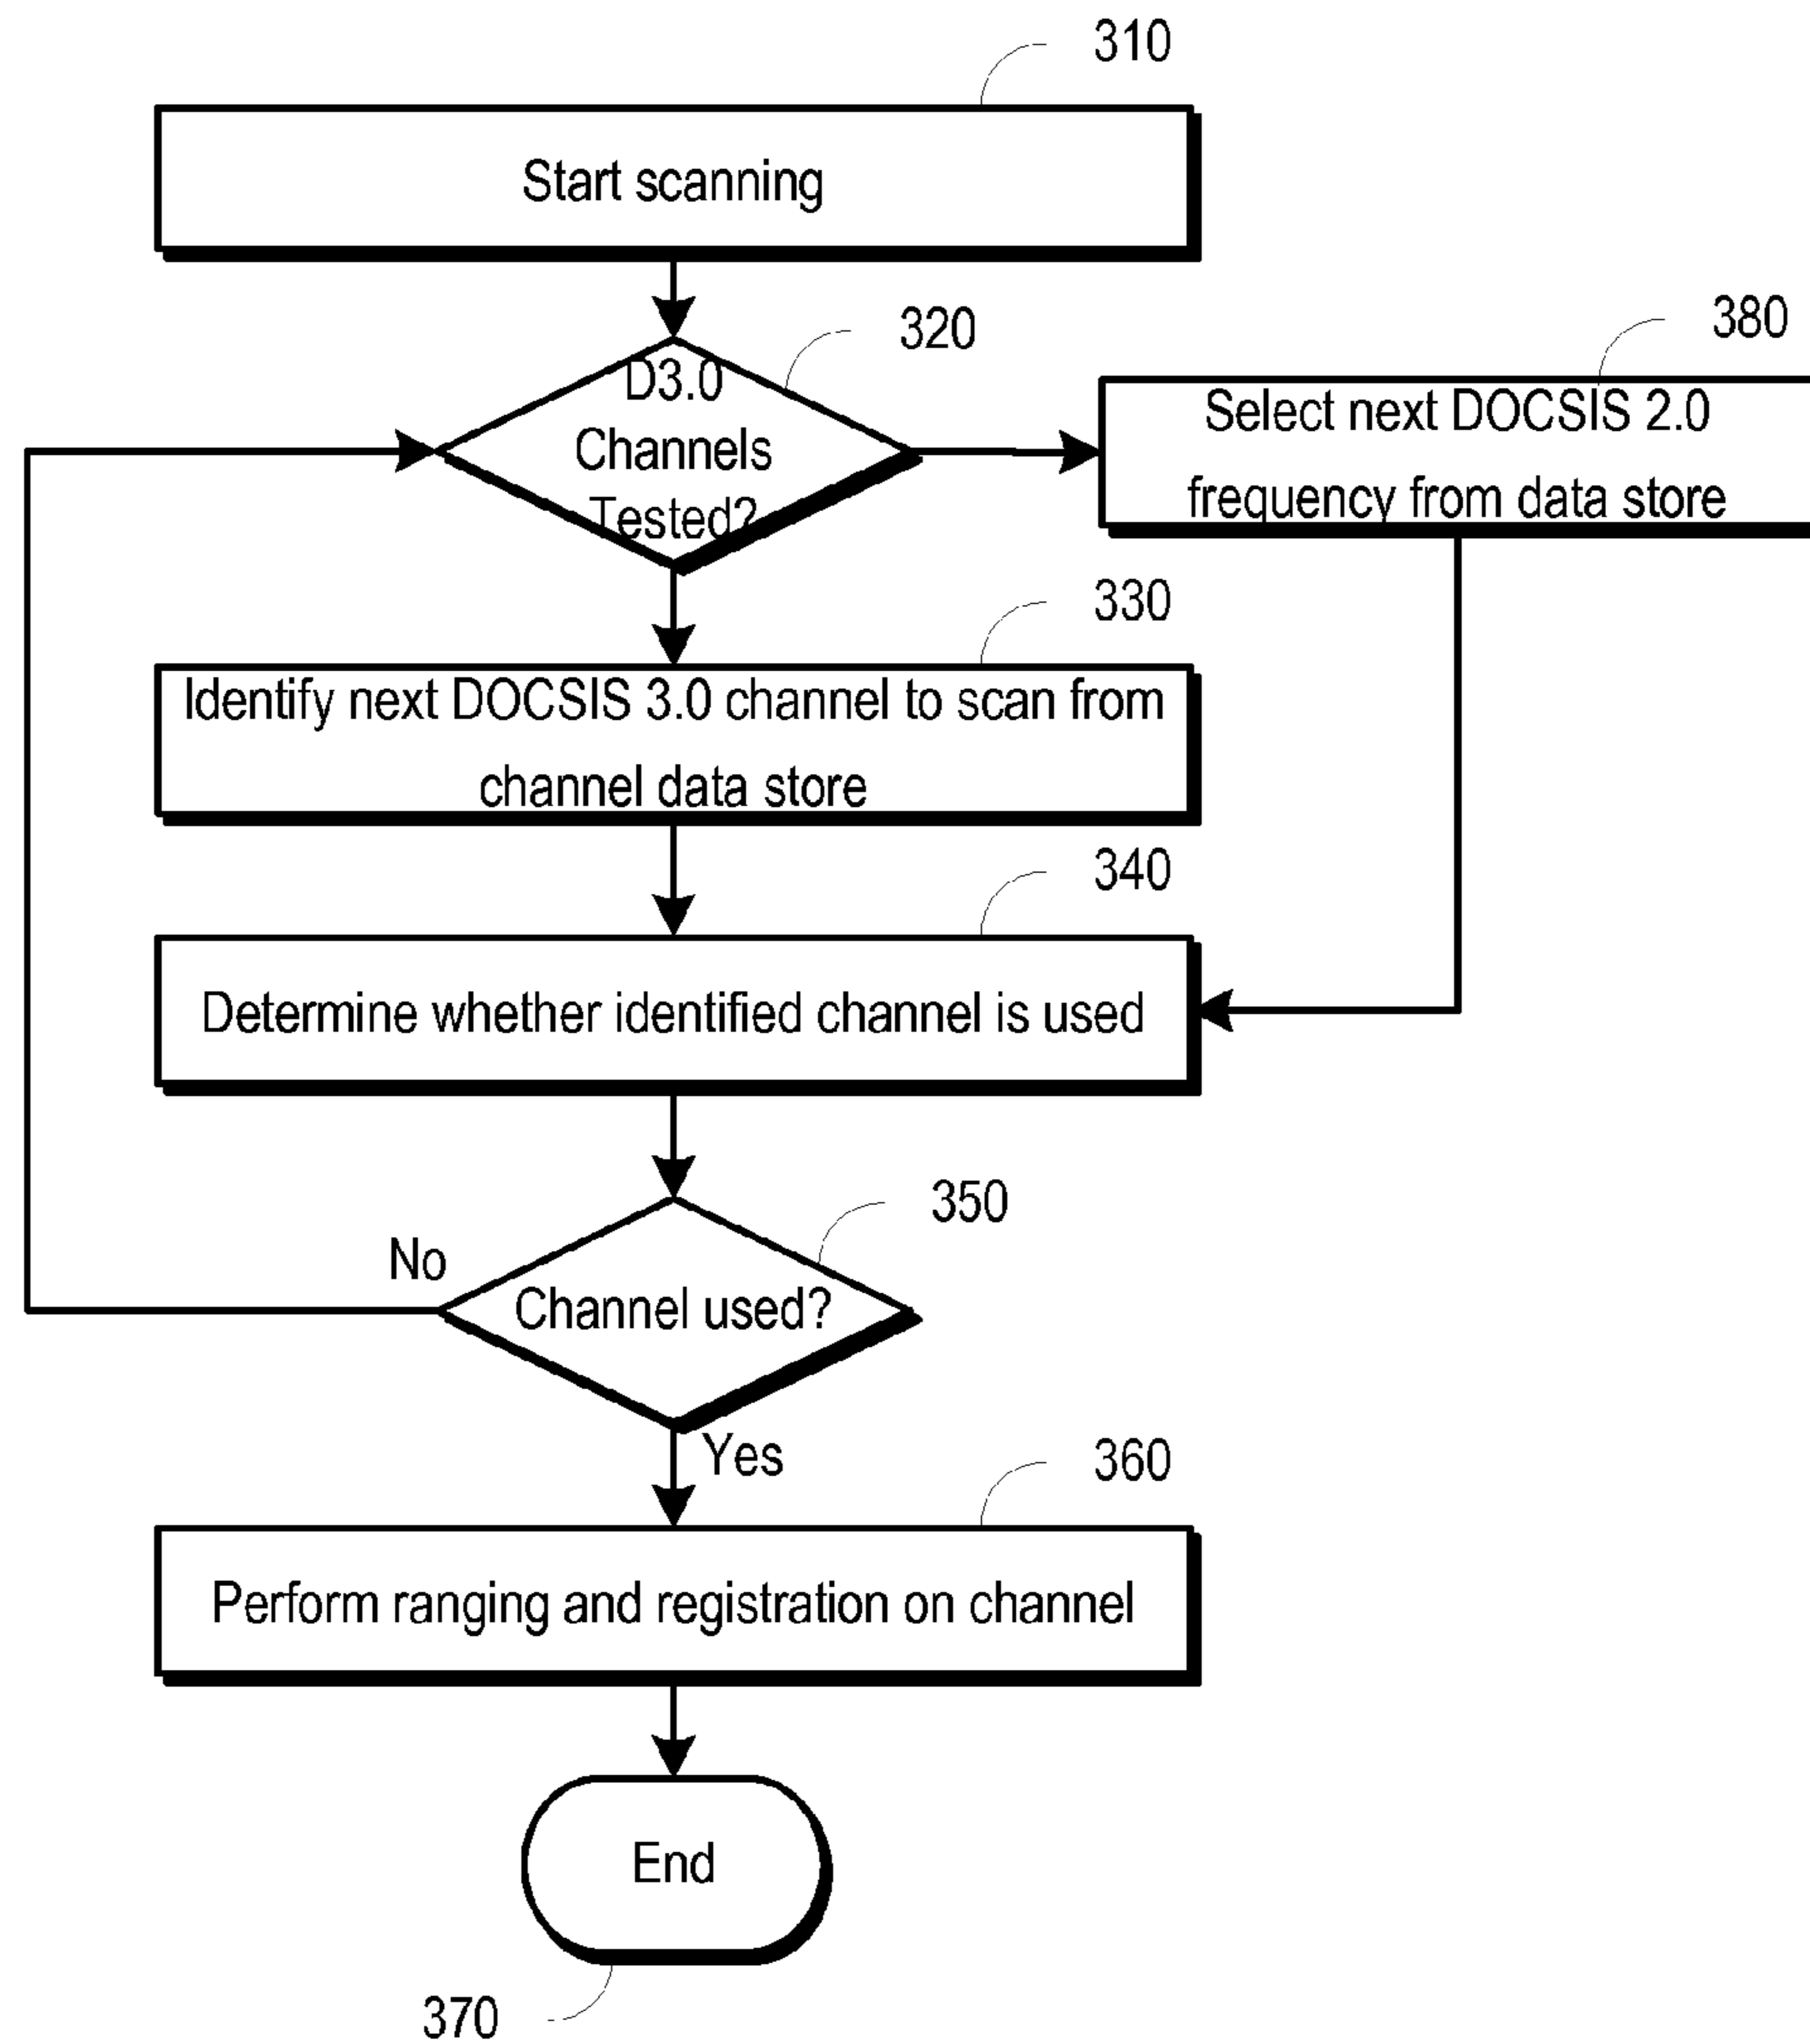 310
Start scanning
320
380
D3.0
Channels
Tested?
Select next DOCSIS 2.0
frequency from data store
330
Identify next DOCSIS 3.0 channel to scan from
channel data store
340
Determine whether identified channel is used
350
No
Channel used?
Yes
360
Perform ranging and registration on channel
End
370